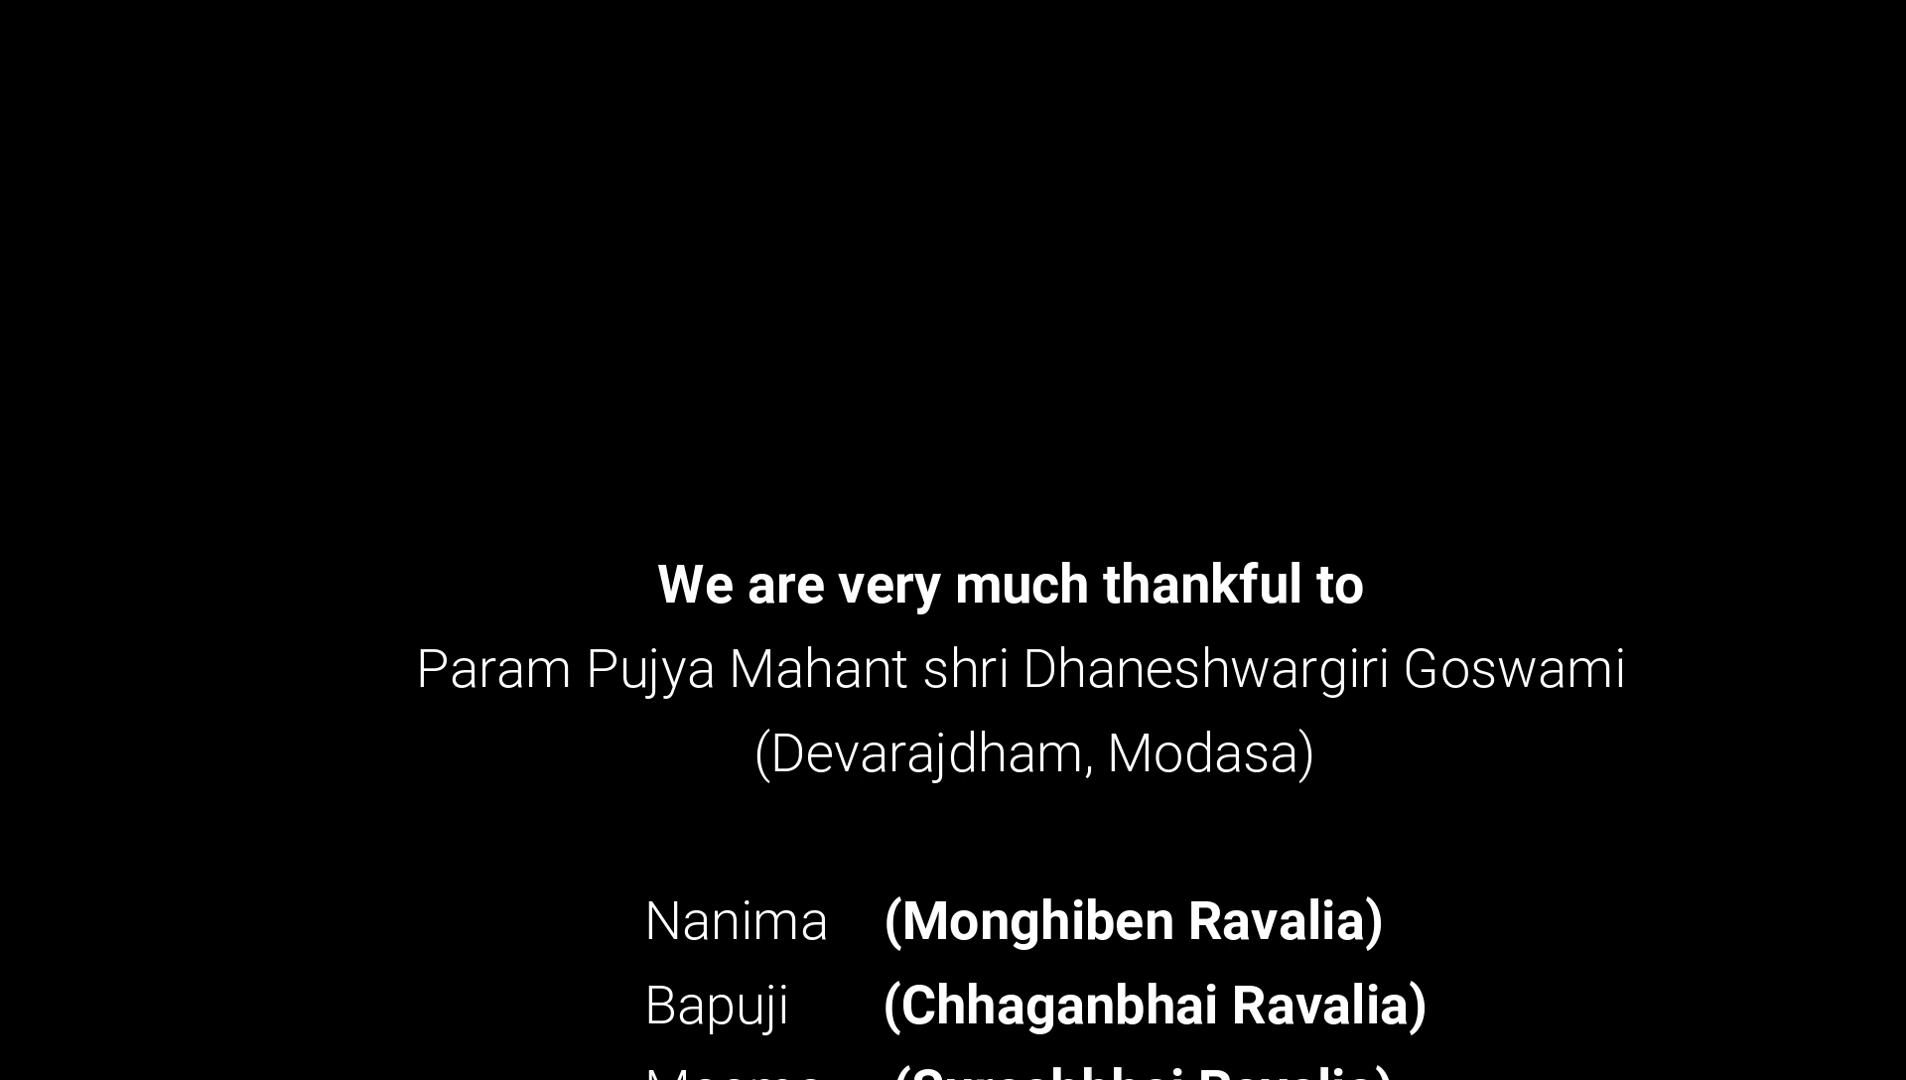 We are very much thankful to
Param Pujya Mahant shri Dhaneshwargiri Goswami
(Devarajdham, Modasa)
Nanima (Monghiben Ravalia)
Bapuji (Chhaganbhai Ravalia)